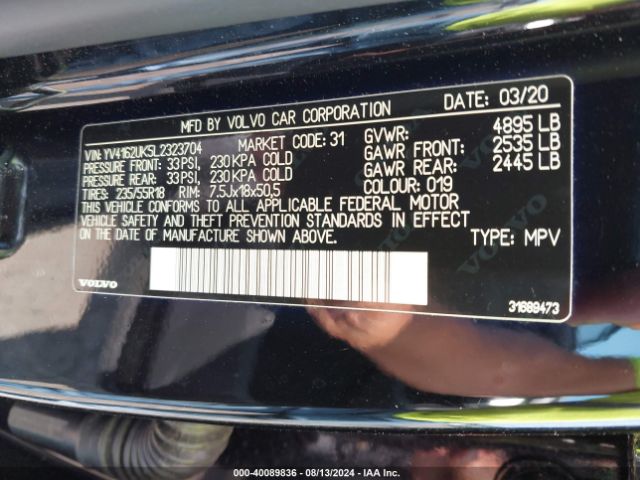 MFD BY VOLVO CAR CORPORATION DATE: 03/20
VIN: YV4162UK5L2323704 MARKET CODE: 31 GVWR: 4895 LB
PRESSURE FRONT: 33 PSI, 230 KPA COLD GAWR FRONT: 2535 LB
PRESSURE REAR: 33 PSI, 230 KPA COLD GAWR REAR: 2445 LB
TIRES: 235/55R18 RIM: 7.5Jx18x50,5 COLOUR: 019
THIS VEHICLE CONFORMS TO ALL APPLICABLE FEDERAL MOTOR
VEHICLE SAFETY AND THEFT PREVENTION STANDARDS IN EFFECT
ON THE DATE OF MANUFACTURE SHOWN ABOVE. TYPE: MPV
VOLVO 31689473
000-40089836 - 08/13/2024 - IAA Inc.